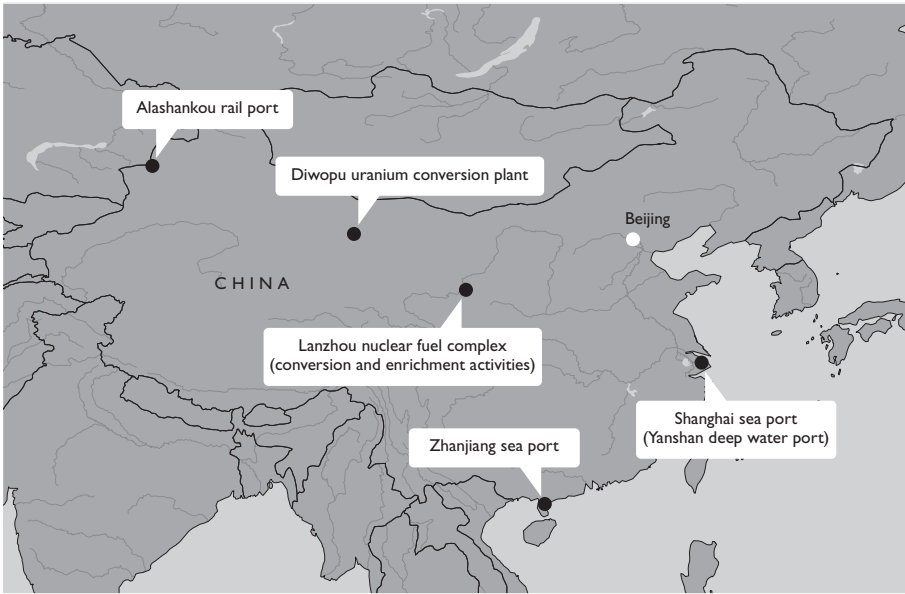 Alashankou rail port
Diwopu uranium conversion plant
Beijing
CHINA
Lanzhou nuclear fuel complex
(conversion and enrichment activities)
Shanghai sea port
(Yanshan deep water port)
Zhanjiang sea port